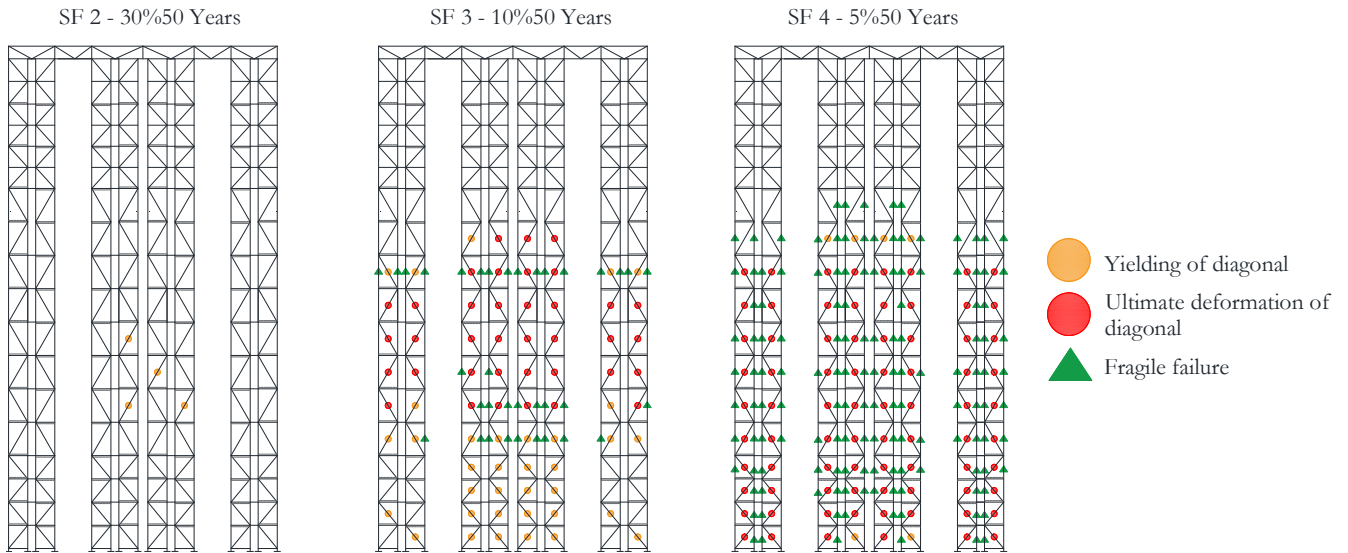 SF 2 - 30%50 Years
SF 3 - 10%50 Years
SF 4 - 5%50 Years
Yielding of diagonal
Ultimate deformation of
diagonal
Fragile failure